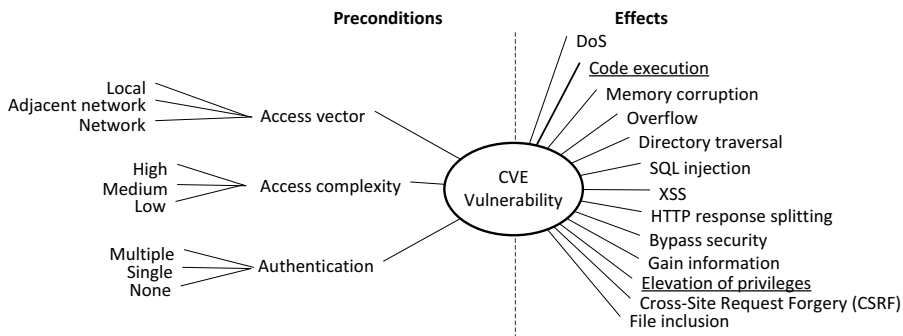 Preconditions
Effects
Local
Adjacent network
Network
Access vector
High
Medium
Low
Access complexity
Multiple
Single
None
Authentication
CVE
Vulnerability
DoS
Code execution
Memory corruption
Overflow
Directory traversal
SQL injection
XSS
HTTP response splitting
Bypass security
Gain information
Elevation of privileges
Cross-Site Request Forgery (CSRF)
File inclusion